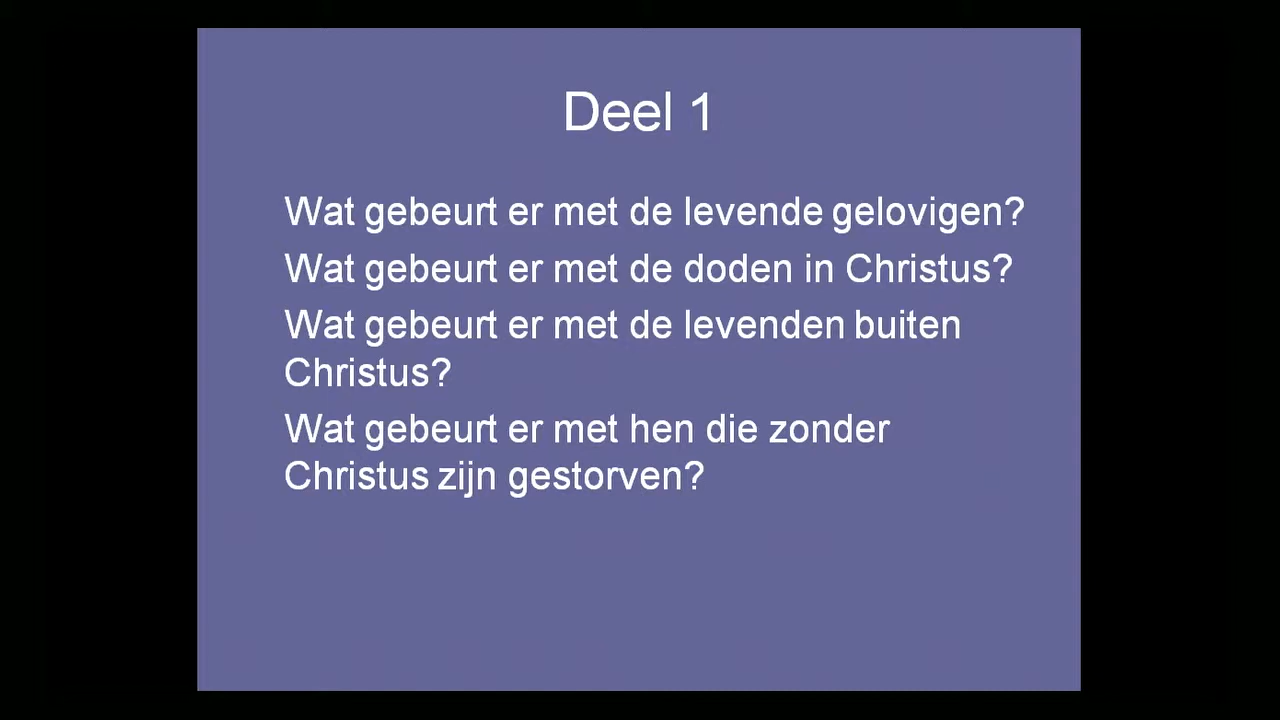 Deel 1
Wat gebeurt er met de levende gelovigen?
Wat gebeurt er met de doden in Christus?
Wat gebeurt er met de levenden buiten
Christus?
Wat gebeurt er met hen die zonder
Christus zijn gestorven?